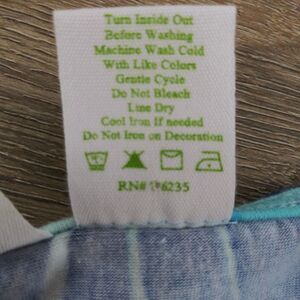 Turn Inside Out
Before Washing
Machine Wash Cold
With Like Colors
Gentle Cycle
Do Not Bleach
Line Dry
Cool Iron If needed
Do Not Iron on Decoration
RN#